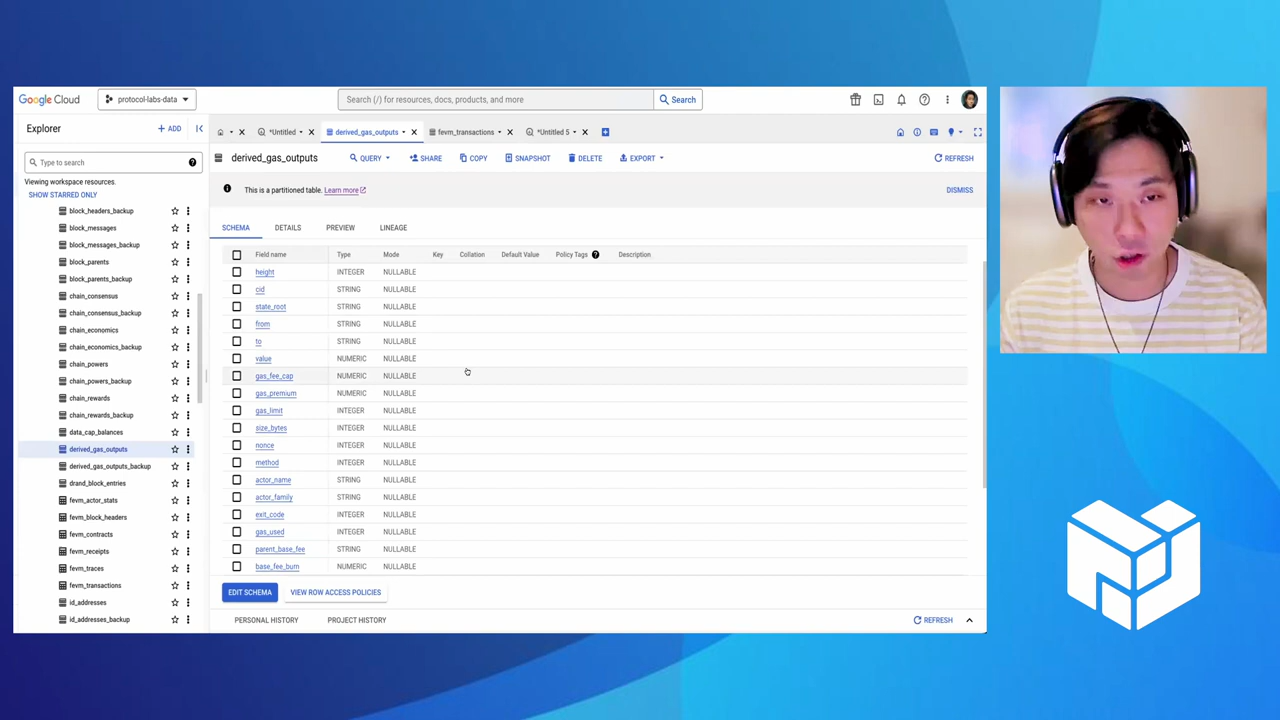 Google Cloud protocol-labs-data Search (/) for resources, docs, products, and more Search
Explorer + ADD
*Untitled derived_gas_outputs fevm_transactions *Untitled 5
Type to search
derived_gas_outputs QUERY SHARE COPY SNAPSHOT DELETE EXPORT REFRESH
Viewing workspace resources.
SHOW STARRED ONLY
This is a partitioned table. Learn more DISMISS
block_headers_backup
block_messages
block_messages_backup
block_parents
block_parents_backup
chain_consensus
chain_consensus_backup
chain_economics
chain_economics_backup
chain_powers
chain_powers_backup
chain_rewards
chain_rewards_backup
data_cap_balances
derived_gas_outputs
derived_gas_outputs_backup
drand_block_entries
fevm_actor_stats
fevm_block_headers
fevm_contracts
fevm_receipts
fevm_traces
fevm_transactions
id_addresses
id_addresses_backup
SCHEMA DETAILS PREVIEW LINEAGE
Field name Type Mode Key Collation Default Value Policy Tags Description
height INTEGER NULLABLE
cid STRING NULLABLE
state_root STRING NULLABLE
from STRING NULLABLE
to STRING NULLABLE
value NUMERIC NULLABLE
gas_fee_cap NUMERIC NULLABLE
gas_premium NUMERIC NULLABLE
gas_limit INTEGER NULLABLE
size_bytes INTEGER NULLABLE
nonce INTEGER NULLABLE
method INTEGER NULLABLE
actor_name STRING NULLABLE
actor_family STRING NULLABLE
exit_code INTEGER NULLABLE
gas_used INTEGER NULLABLE
parent_base_fee STRING NULLABLE
base_fee_burn NUMERIC NULLABLE
EDIT SCHEMA VIEW ROW ACCESS POLICIES
PERSONAL HISTORY PROJECT HISTORY REFRESH